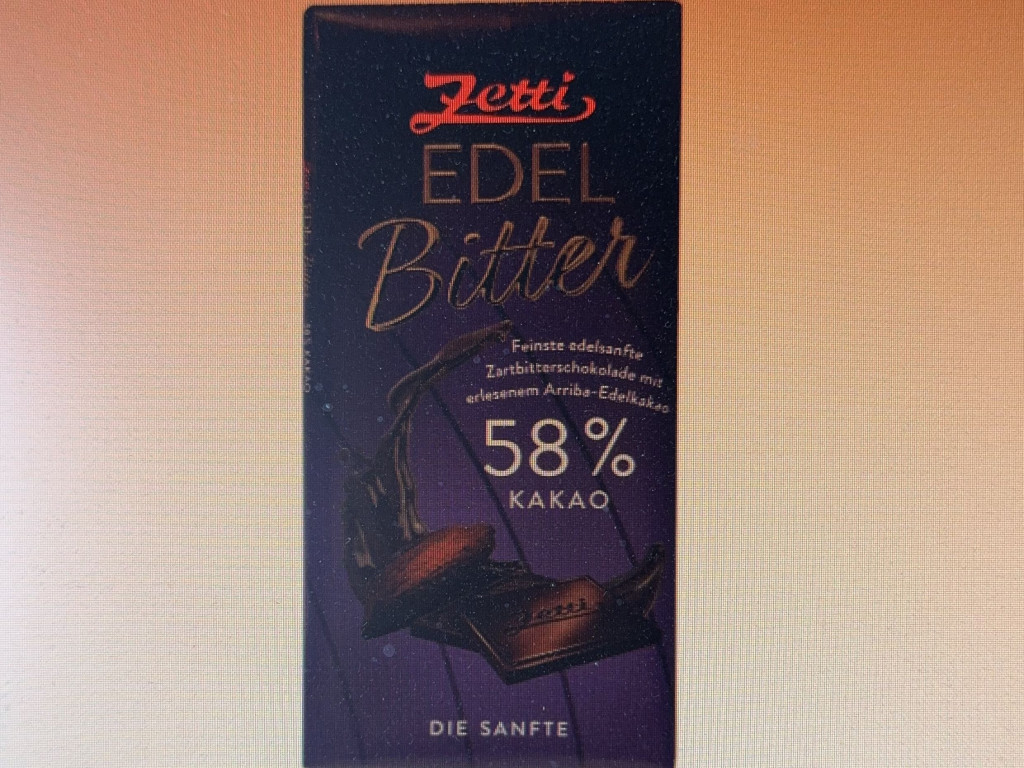 Zetti
EDEL
Bitter
Feinste edelsanfte
Zartbitterschokolade mit
erlesenem Arriba-Edelkakao
58%
KAKAO
Zetti
DIE SANFTE